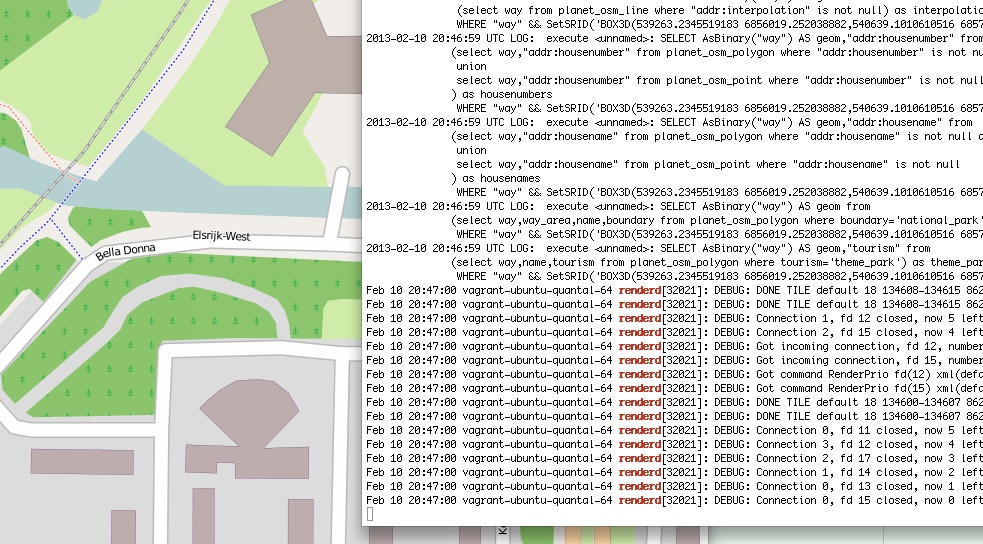 Elsrijk-West
Bella Donna
(select way from planet_osm_line where "addr:interpolation" is not null) as interpolatio
WHERE "way" && SetSRID('BOX3D(539263.2345519183 6856019.252038882,540639.1010610516 6857
2013-02-10 20:46:59 UTC LOG:  execute <unnamed>: SELECT AsBinary("way") AS geom,"addr:housenumber" from
(select way,"addr:housenumber" from planet_osm_polygon where "addr:housenumber" is not nu
union
select way,"addr:housenumber" from planet_osm_point where "addr:housenumber" is not null
) as housenumbers
WHERE "way" && SetSRID('BOX3D(539263.2345519183 6856019.252038882,540639.1010610516 6857
2013-02-10 20:46:59 UTC LOG:  execute <unnamed>: SELECT AsBinary("way") AS geom,"addr:housename" from
(select way,"addr:housename" from planet_osm_polygon where "addr:housename" is not null a
union
select way,"addr:housename" from planet_osm_point where "addr:housename" is not null
) as housenames
WHERE "way" && SetSRID('BOX3D(539263.2345519183 6856019.252038882,540639.1010610516 6857
2013-02-10 20:46:59 UTC LOG:  execute <unnamed>: SELECT AsBinary("way") AS geom from
(select way,way_area,name,boundary from planet_osm_polygon where boundary='national_park'
WHERE "way" && SetSRID('BOX3D(539263.2345519183 6856019.252038882,540639.1010610516 6857
2013-02-10 20:46:59 UTC LOG:  execute <unnamed>: SELECT AsBinary("way") AS geom,"tourism" from
(select way,name,tourism from planet_osm_polygon where tourism='theme_park') as theme_par
WHERE "way" && SetSRID('BOX3D(539263.2345519183 6856019.252038882,540639.1010610516 6857
Feb 10 20:47:00 vagrant-ubuntu-quantal-64 renderd[32021]: DEBUG: DONE TILE default 18 134608-134615 862
Feb 10 20:47:00 vagrant-ubuntu-quantal-64 renderd[32021]: DEBUG: DONE TILE default 18 134608-134615 862
Feb 10 20:47:00 vagrant-ubuntu-quantal-64 renderd[32021]: DEBUG: Connection 1, fd 12 closed, now 5 left
Feb 10 20:47:00 vagrant-ubuntu-quantal-64 renderd[32021]: DEBUG: Connection 2, fd 15 closed, now 4 left
Feb 10 20:47:00 vagrant-ubuntu-quantal-64 renderd[32021]: DEBUG: Got incoming connection, fd 12, number
Feb 10 20:47:00 vagrant-ubuntu-quantal-64 renderd[32021]: DEBUG: Got incoming connection, fd 15, number
Feb 10 20:47:00 vagrant-ubuntu-quantal-64 renderd[32021]: DEBUG: Got command RenderPrio fd(12) xml(defa
Feb 10 20:47:00 vagrant-ubuntu-quantal-64 renderd[32021]: DEBUG: Got command RenderPrio fd(15) xml(defa
Feb 10 20:47:00 vagrant-ubuntu-quantal-64 renderd[32021]: DEBUG: DONE TILE default 18 134600-134607 862
Feb 10 20:47:00 vagrant-ubuntu-quantal-64 renderd[32021]: DEBUG: DONE TILE default 18 134600-134607 862
Feb 10 20:47:00 vagrant-ubuntu-quantal-64 renderd[32021]: DEBUG: Connection 0, fd 11 closed, now 5 left
Feb 10 20:47:00 vagrant-ubuntu-quantal-64 renderd[32021]: DEBUG: Connection 3, fd 12 closed, now 4 left
Feb 10 20:47:00 vagrant-ubuntu-quantal-64 renderd[32021]: DEBUG: Connection 2, fd 17 closed, now 3 left
Feb 10 20:47:00 vagrant-ubuntu-quantal-64 renderd[32021]: DEBUG: Connection 1, fd 14 closed, now 2 left
Feb 10 20:47:00 vagrant-ubuntu-quantal-64 renderd[32021]: DEBUG: Connection 0, fd 13 closed, now 1 left
Feb 10 20:47:00 vagrant-ubuntu-quantal-64 renderd[32021]: DEBUG: Connection 0, fd 15 closed, now 0 left